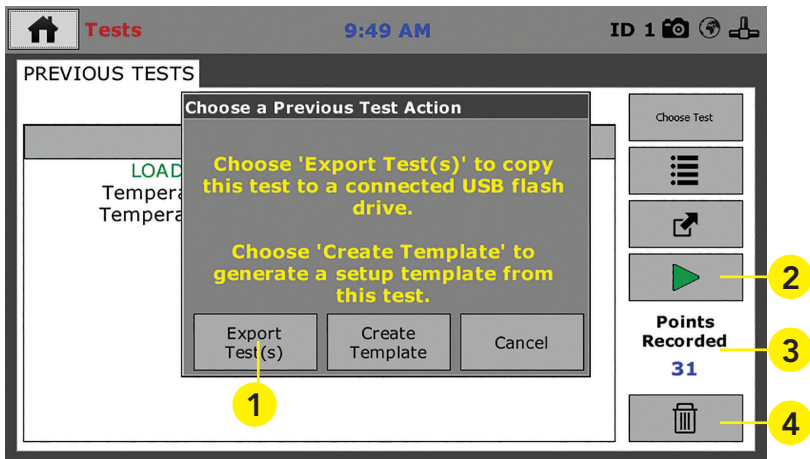 Tests
9:49 AM
ID 1
PREVIOUS TESTS
Choose a Previous Test Action
Choose 'Export Test(s)' to copy
this test to a connected USB flash
drive.
Choose 'Create Template' to
generate a setup template from
this test.
Export
Test(s)
Create
Template
Cancel
1
LOAD
Tempera
Tempera
Choose Test
2
Points
Recorded
31
3
4